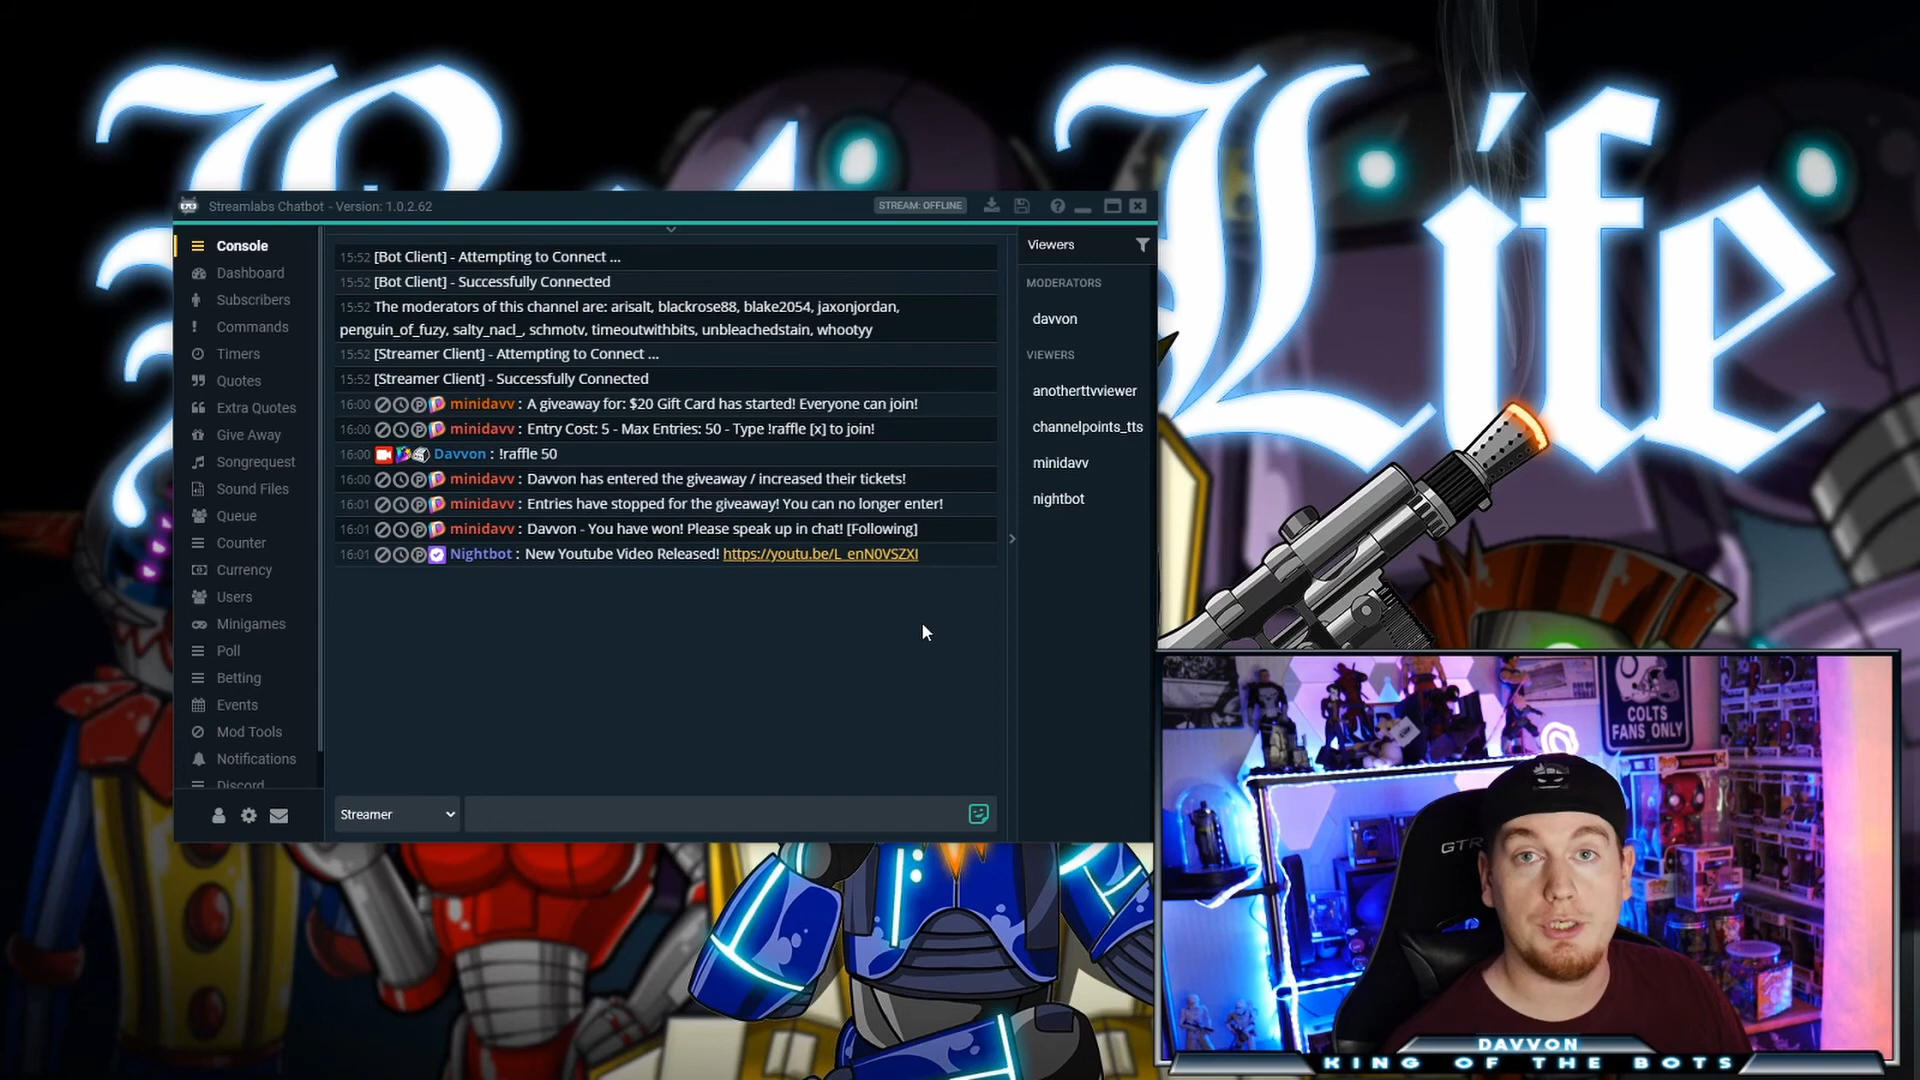 Bot Life
Streamlabs Chatbot - Version: 1.0.2.62
STREAM: OFFLINE
Console
Dashboard
Subscribers
Commands
Timers
Quotes
Extra Quotes
Give Away
Songrequest
Sound Files
Queue
Counter
Currency
Users
Minigames
Poll
Betting
Events
Mod Tools
Notifications
Discord
15:52 [Bot Client] - Attempting to Connect ...
15:52 [Bot Client] - Successfully Connected
15:52 The moderators of this channel are: arisalt, blackrose88, blake2054, jaxonjordan,
penguin_of_fuzy, salty_nacl_, schmotv, timeoutwithbits, unbleachedstain, whootyy
15:52 [Streamer Client] - Attempting to Connect ...
15:52 [Streamer Client] - Successfully Connected
16:00 minidavv : A giveaway for: $20 Gift Card has started! Everyone can join!
16:00 minidavv : Entry Cost: 5 - Max Entries: 50 - Type !raffle [x] to join!
16:00 Davvon : !raffle 50
16:00 minidavv : Davvon has entered the giveaway / increased their tickets!
16:01 minidavv : Entries have stopped for the giveaway! You can no longer enter!
16:01 minidavv : Davvon - You have won! Please speak up in chat! [Following]
16:01 Nightbot : New Youtube Video Released! https://youtu.be/L_enN0VSZXI
Streamer
Viewers
MODERATORS
davvon
VIEWERS
anotherttvviewer
channelpoints_tts
minidavv
nightbot
COLTS
FANS ONLY
GTR
DAVVON
KING OF THE BOTS